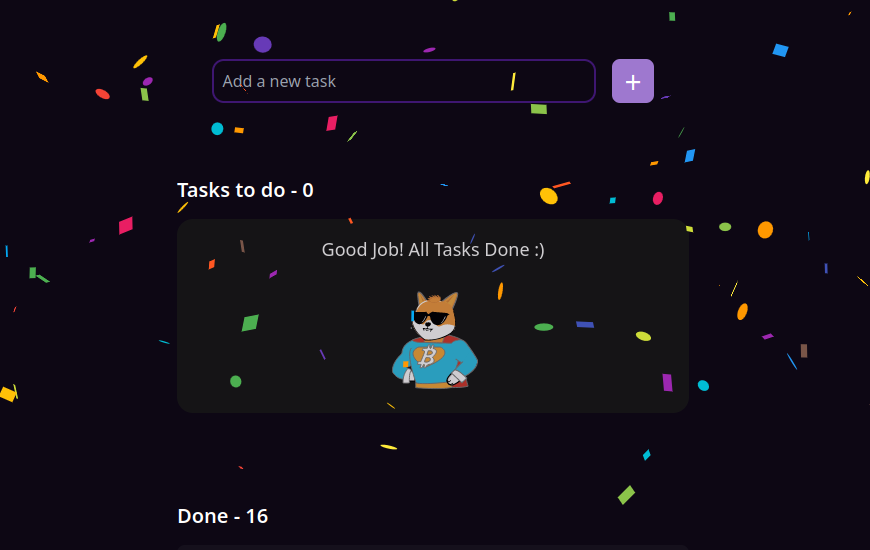 Add a new task
+
Tasks to do - 0
Good Job! All Tasks Done :)
B
Done - 16